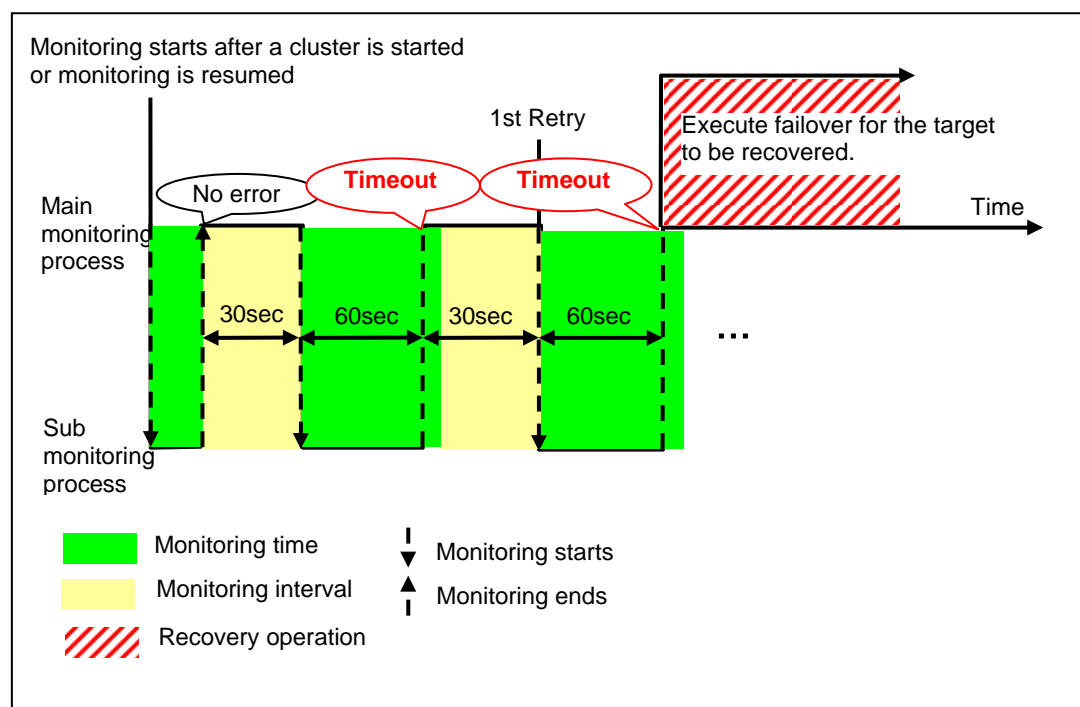 Monitoring starts after a cluster is started
or monitoring is resumed
1st Retry
Execute failover for the target
to be recovered.
No error
Timeout
Timeout
Time
Main
monitoring
process
30sec
60sec
30sec
60sec
...
Sub
monitoring
process
Monitoring time
Monitoring starts
Monitoring interval
Monitoring ends
Recovery operation